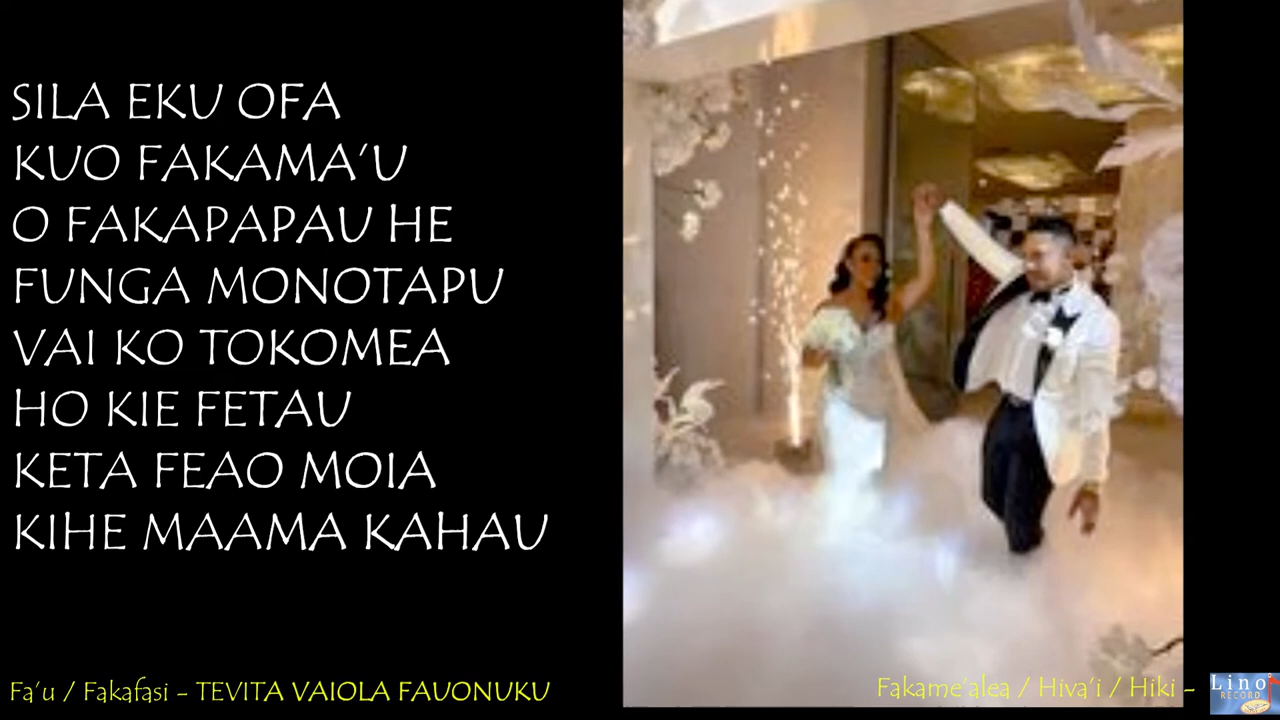 SILA EKU OFA
KUO FAKAMA’U
O FAKAPAPAU HE
FUNGA MONOTAPU
VAI KO TOKOMEA
HO KIE FETAU
KETA FEAO MOIA
KIHE MAAMA KAHAU
Fa’u / Fakafasi – TEVITA VAIOLA FAUONUKU
Fakame’alea / Hiva’i / Hiki –
Lino
RECORD